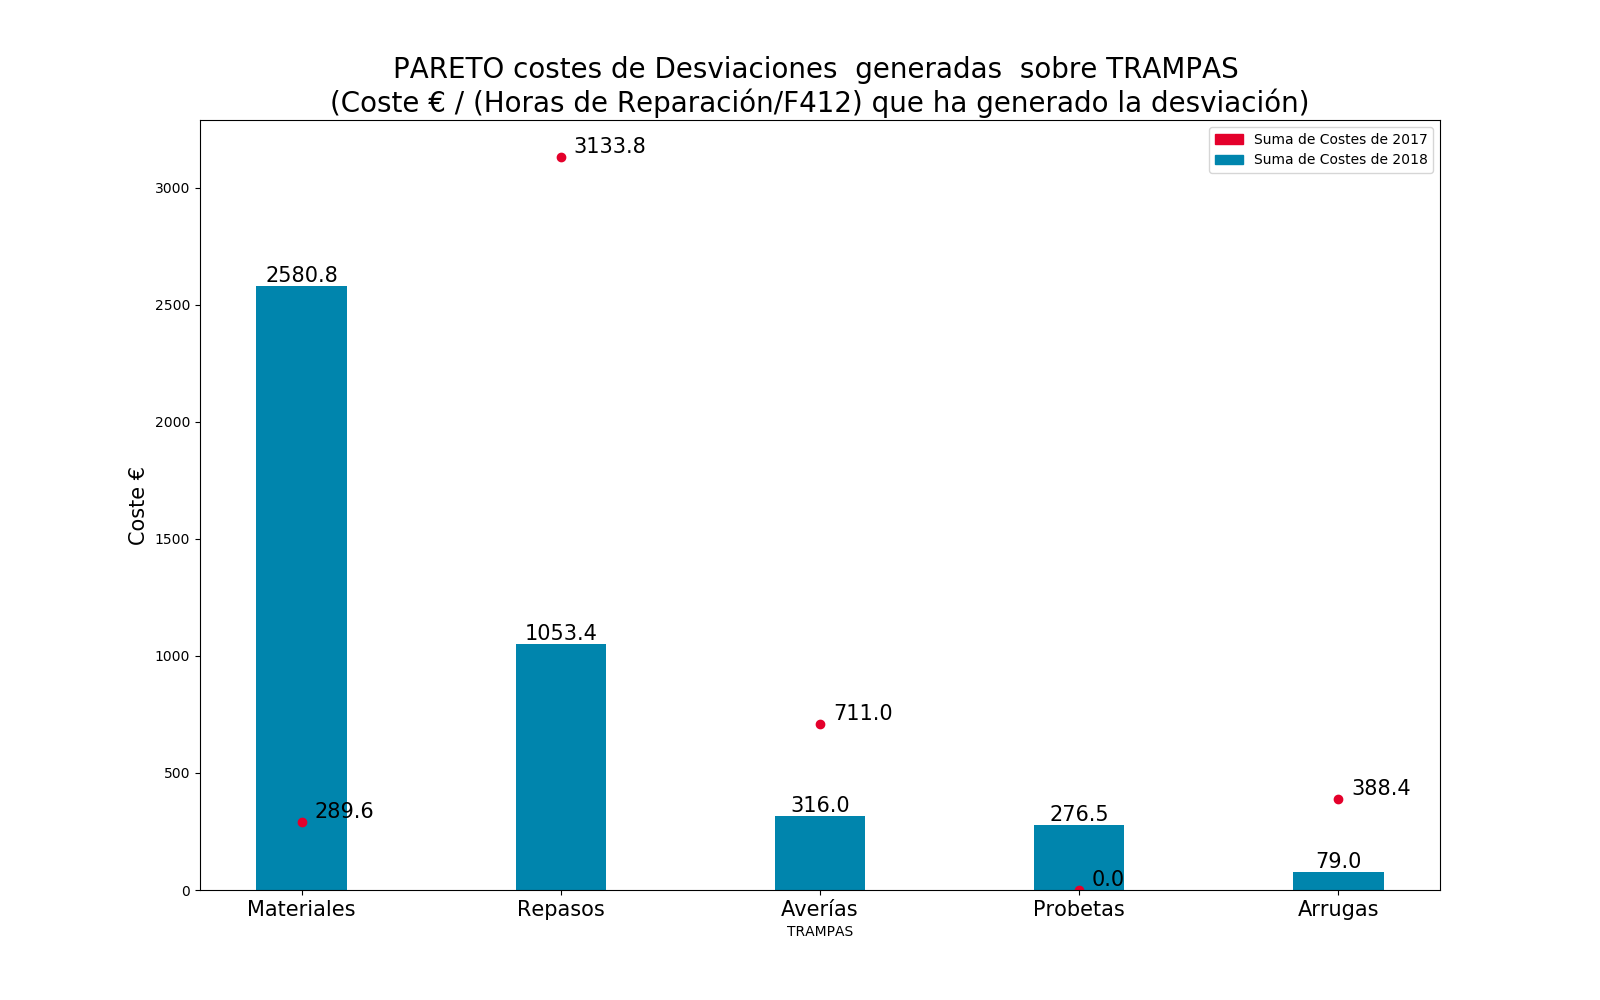 PARETO costes de Desviaciones  generadas  sobre TRAMPAS
(Coste € / (Horas de Reparación/F412) que ha generado la desviación)
Suma de Costes de 2017
Suma de Costes de 2018
Coste €
3000
2500
2000
1500
1000
500
0
2580.8
289.6
3133.8
1053.4
711.0
316.0
276.5
0.0
388.4
79.0
Materiales
Repasos
Averías
Probetas
Arrugas
TRAMPAS